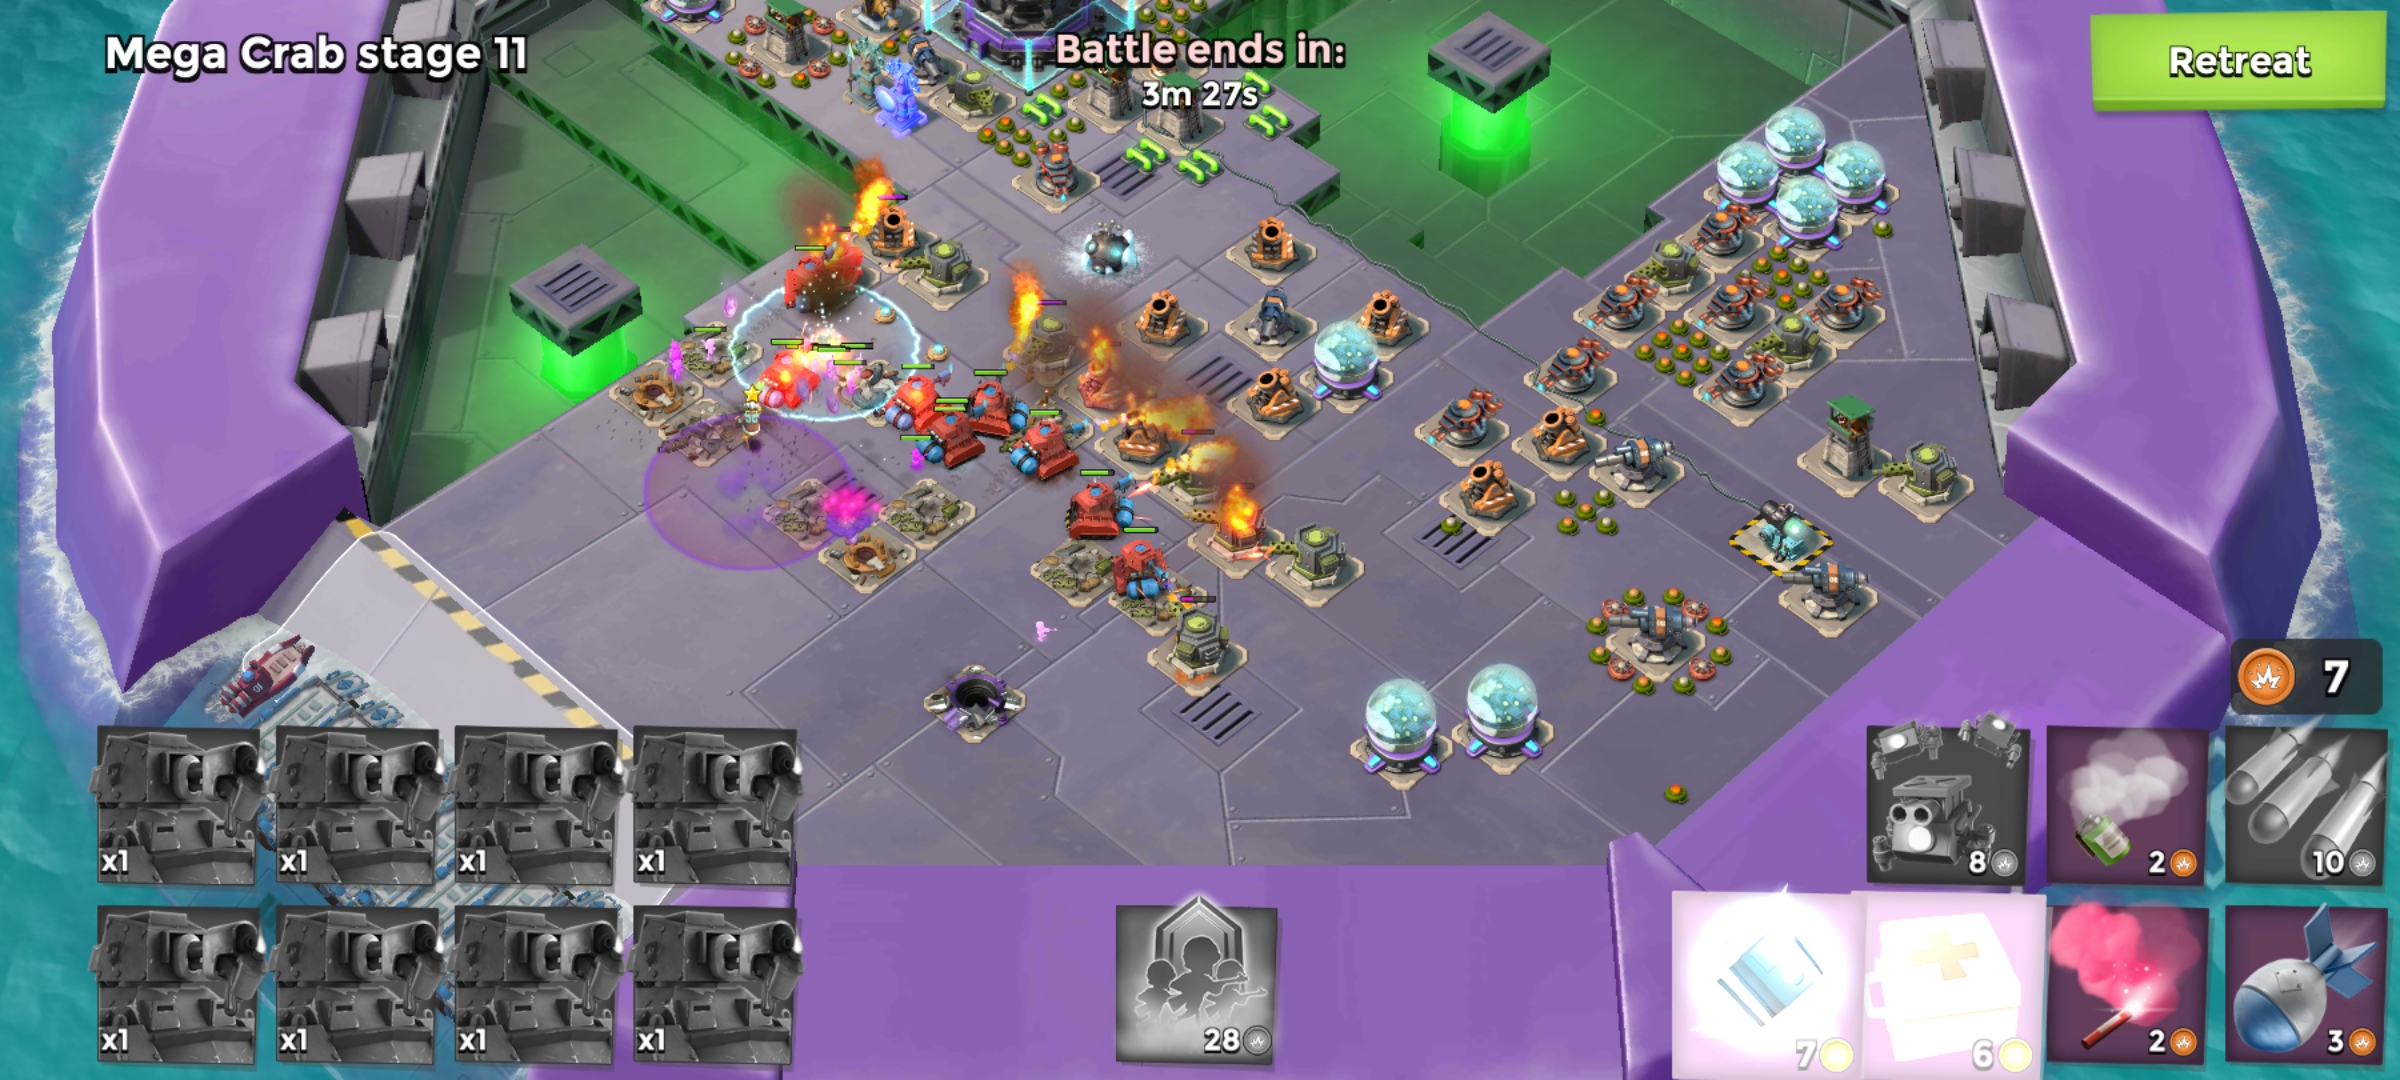 Mega Crab stage 11
Battle ends in:
3m 27s
Retreat
7
x1
x1
x1
x1
8
2
10
x1
x1
x1
x1
28
7
6
2
3